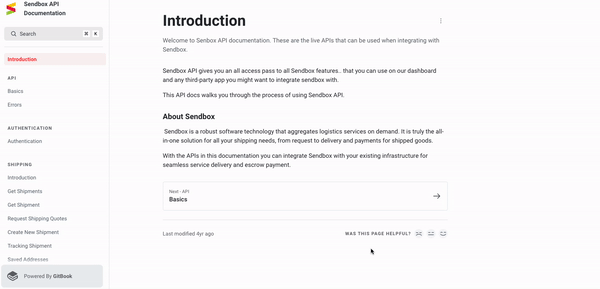 Sendbox API
Documentation
Search
⌘ K
Introduction
API
Basics
Errors
AUTHENTICATION
Authentication
SHIPPING
Introduction
Get Shipments
Get Shipment
Request Shipping Quotes
Create New Shipment
Tracking Shipment
Saved Addresses
Powered By GitBook
Introduction
Welcome to Senbox API documentation. These are the live APIs that can be used when integrating with
Sendbox.
Sendbox API gives you an all access pass to all Sendbox features.. that you can use on our dashboard
and any third-party app you might want to integrate sendbox with.
This API docs walks you through the process of using Sendbox API.
About Sendbox
Sendbox is a robust software technology that aggregates logistics services on demand. It is truly the all-
in-one solution for all your shipping needs, from request to delivery and payments for shipped goods.
With the APIs in this documentation you can integrate Sendbox with your existing infrastructure for
seamless service delivery and escrow payment.
Next - API
Basics
Last modified 4yr ago
WAS THIS PAGE HELPFUL?